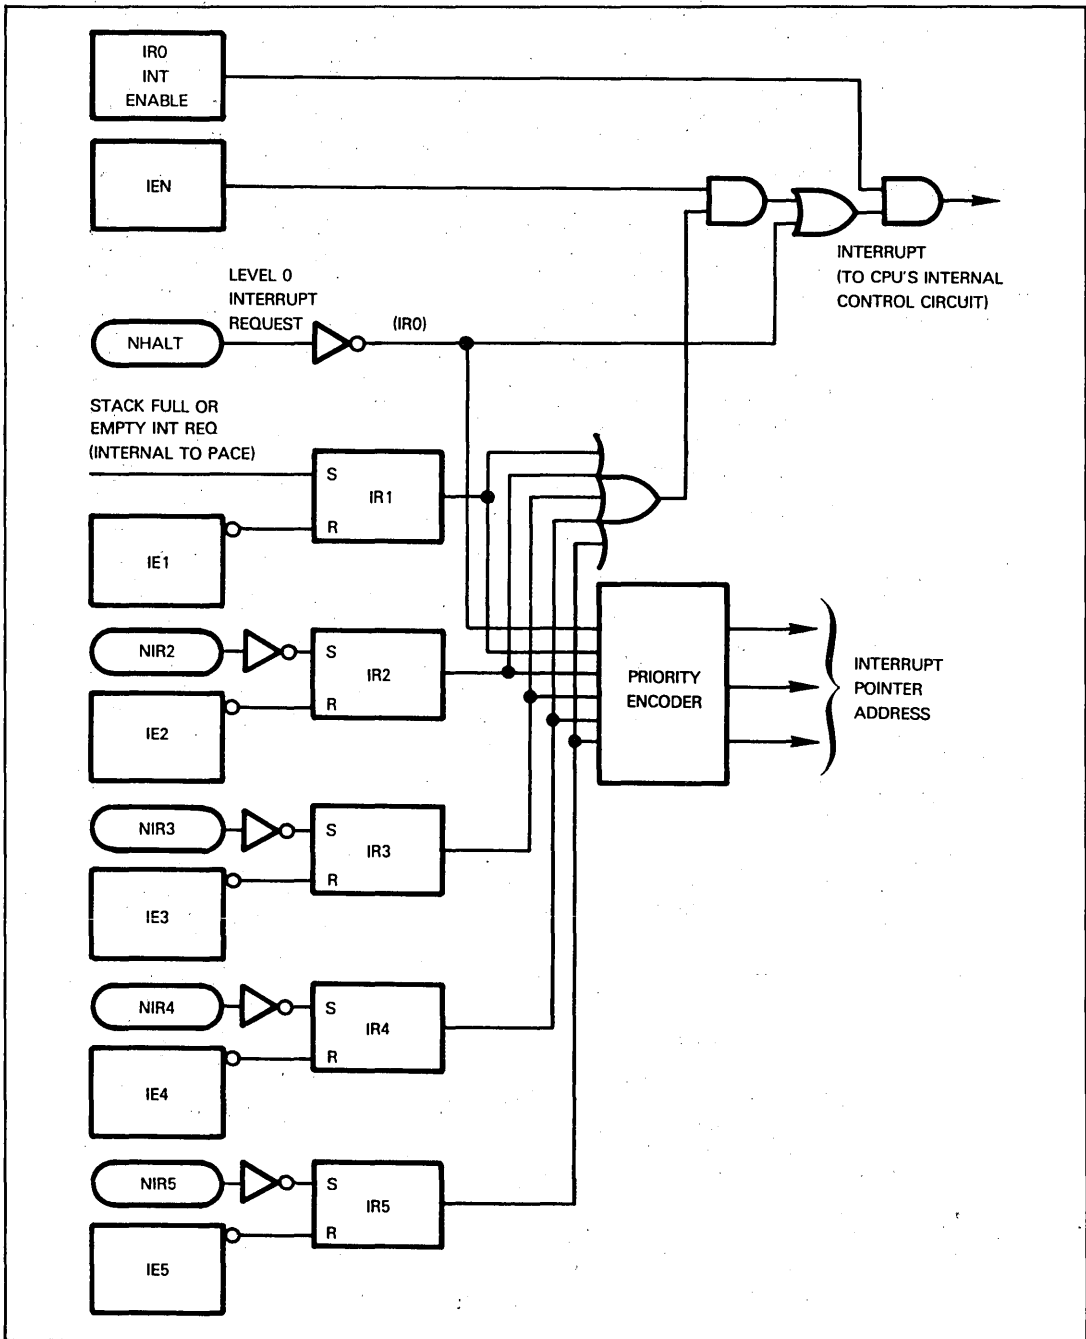 IR0
INT
ENABLE
IEN
INTERRUPT
(TO CPU'S INTERNAL
CONTROL CIRCUIT)
LEVEL 0
INTERRUPT
REQUEST
(IR0)
NHALT
STACK FULL OR
EMPTY INT REQ
(INTERNAL TO PACE)
S
IR1
R
IE1
NIR2
S
IR2
R
IE2
PRIORITY
ENCODER
INTERRUPT
POINTER
ADDRESS
NIR3
S
IR3
R
IE3
NIR4
S
IR4
R
IE4
NIR5
S
IR5
R
IE5